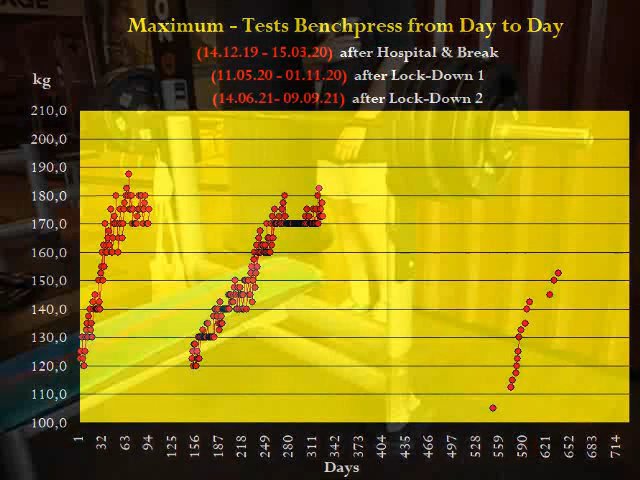 Maximum - Tests Benchpress from Day to Day
(14.12.19 - 15.03.20) after Hospital & Break
(11.05.20 - 01.11.20) after Lock-Down 1
(14.06.21- 09.09.21) after Lock-Down 2
kg
210,0
200,0
190,0
180,0
170,0
160,0
150,0
140,0
130,0
120,0
110,0
100,0
1 32 63 94 125 156 187 218 249 280 311 342 373 404 435 466 497 528 559 590 621 652 683 714
Days